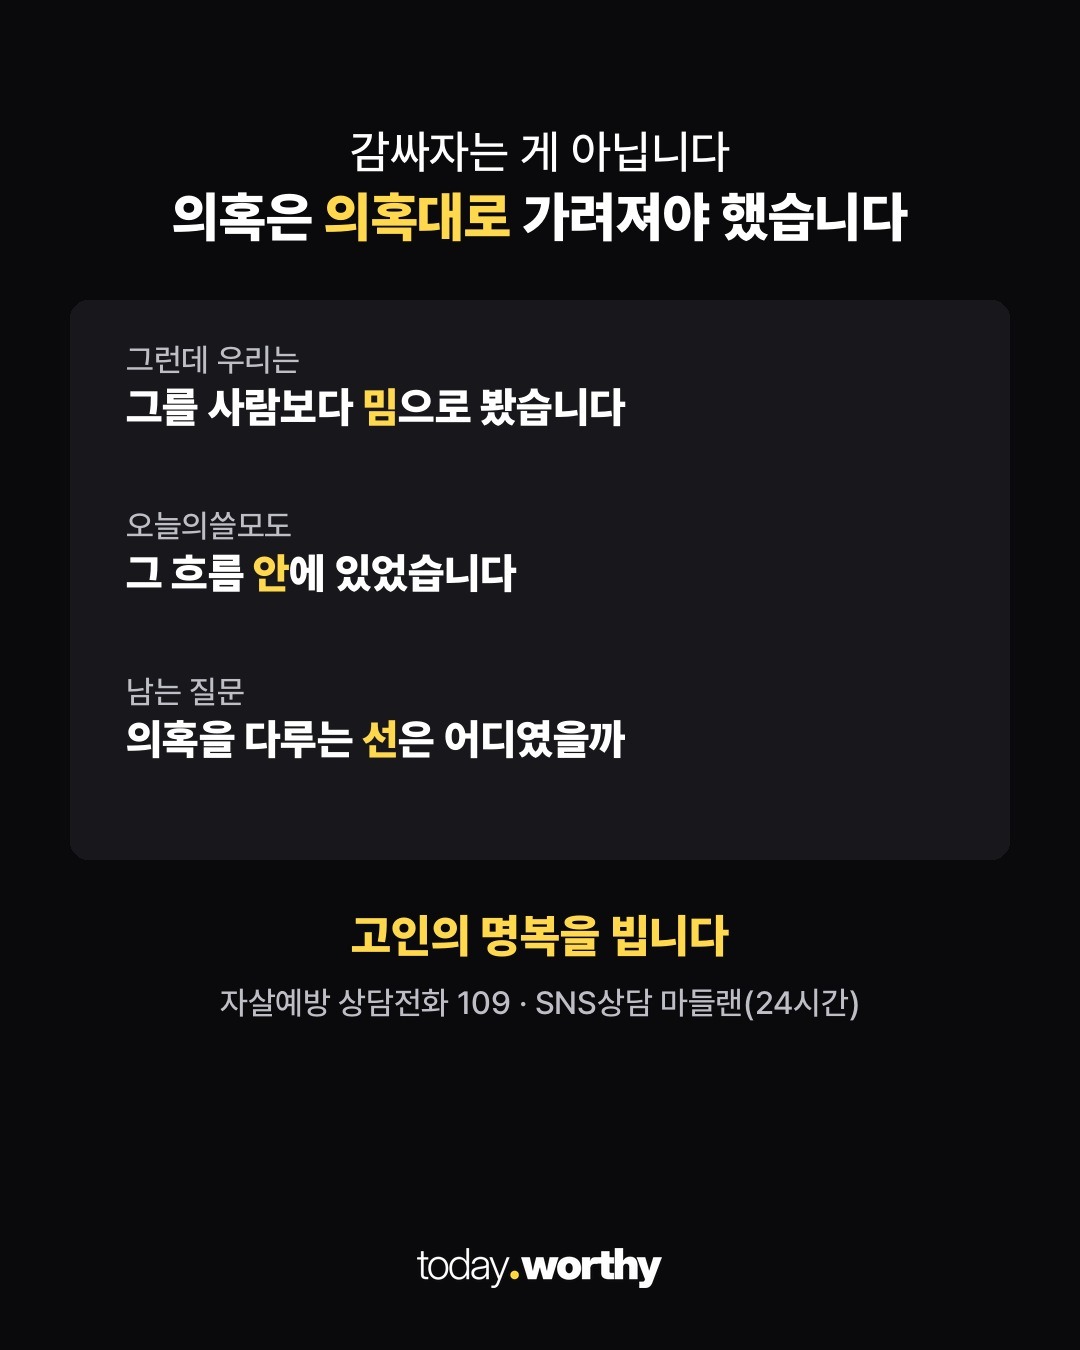 감싸자는 게 아닙니다
의혹은 의혹대로 가려져야 했습니다
그런데 우리는
그를 사람보다 밈으로 봤습니다
오늘의쓸모도
그 흐름 안에 있었습니다
남는 질문
의혹을 다루는 선은 어디였을까
고인의 명복을 빕니다
자살예방 상담전화 109 · SNS상담 마들랜(24시간)
today.worthy